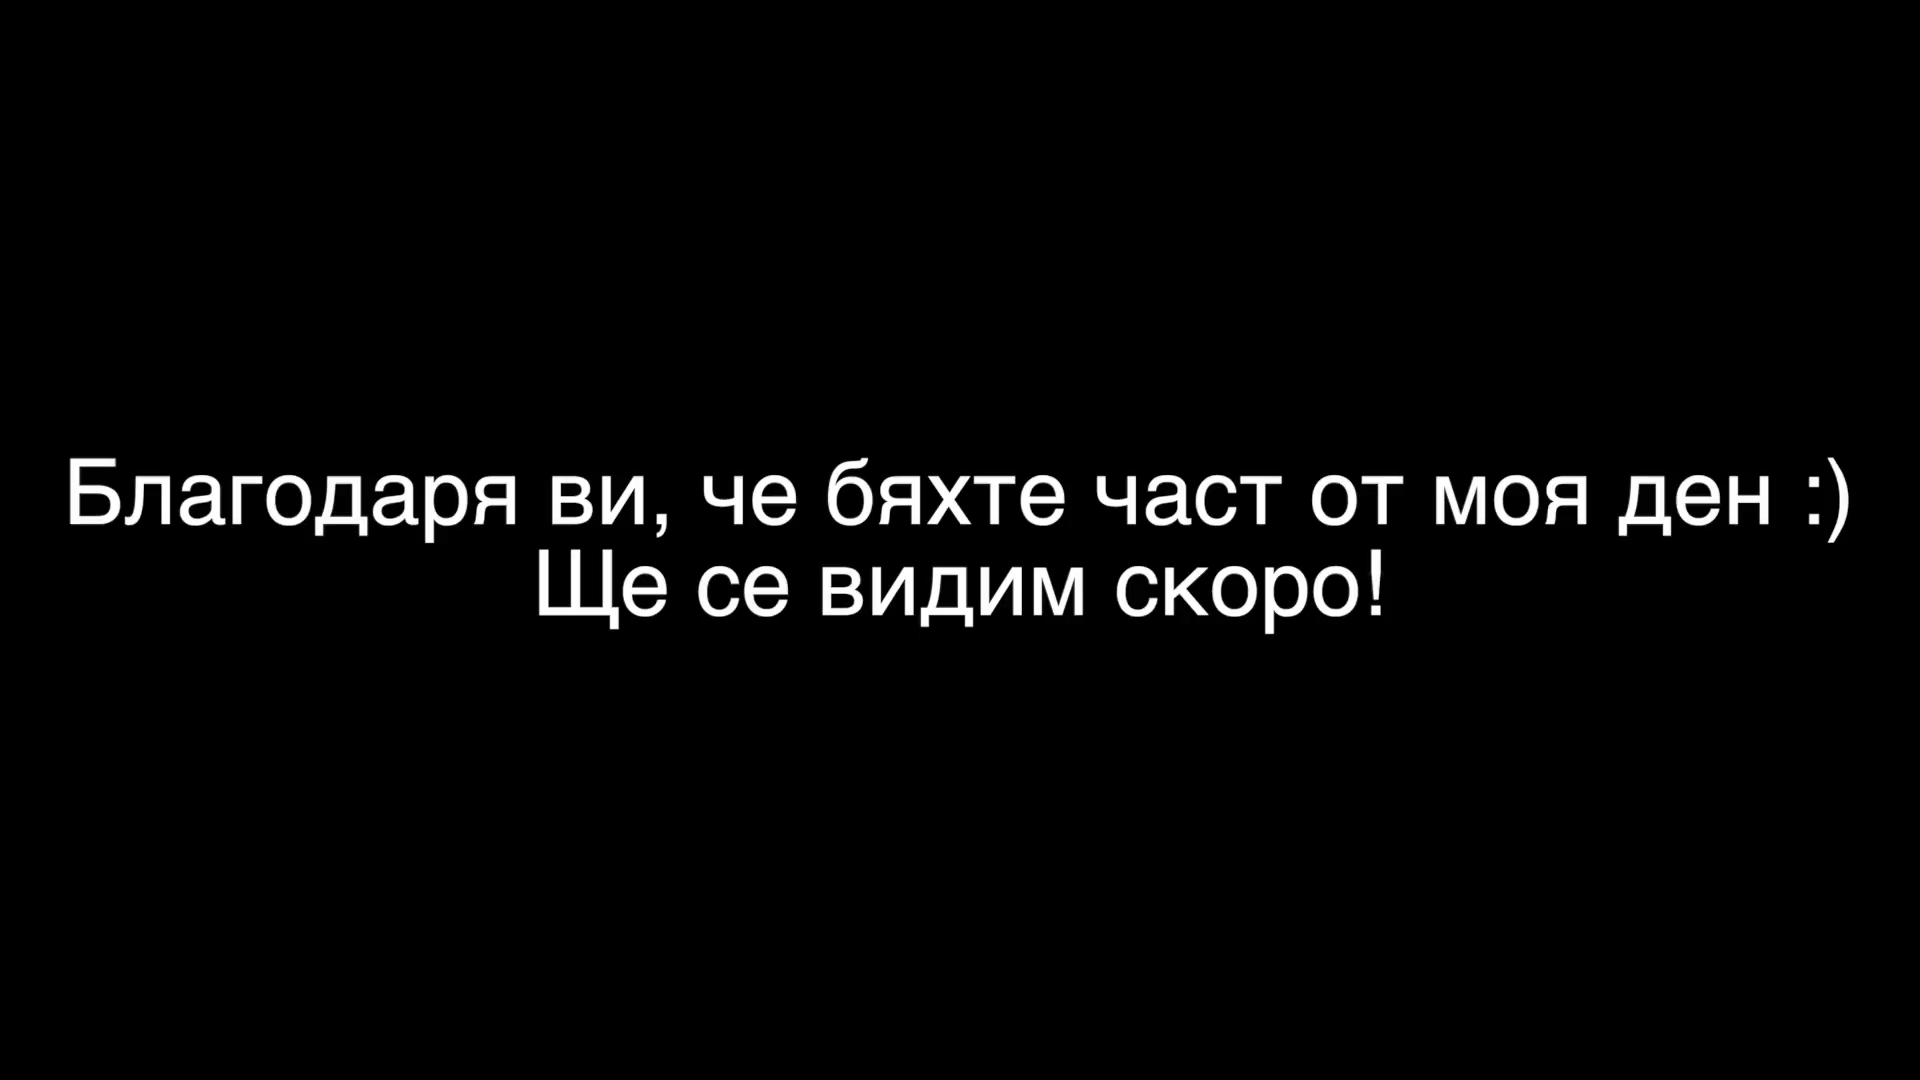 Благодаря ви, че бяхте част от моя ден :)
Ще се видим скоро!